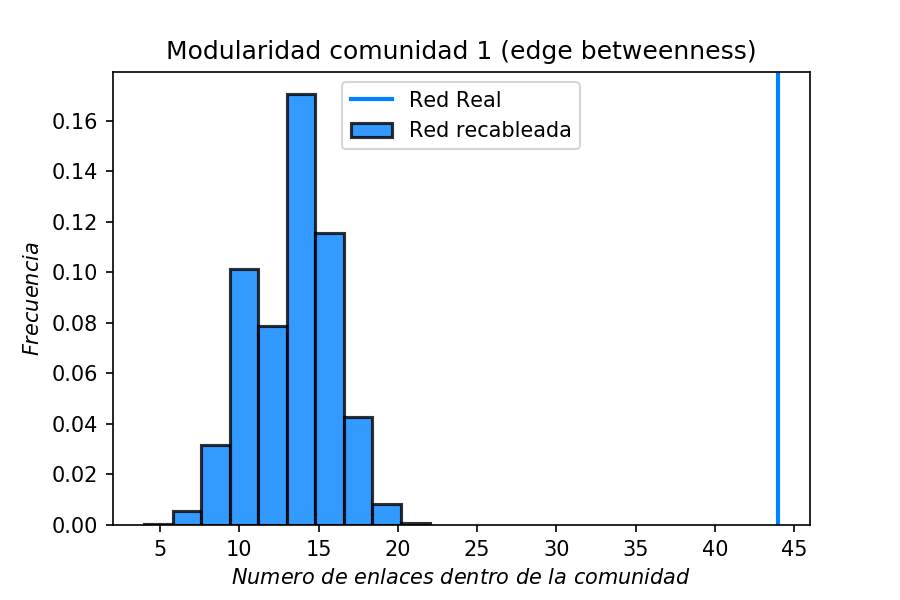 Modularidad comunidad 1 (edge betweenness)
Red Real
Red recableada
0.16
0.14
0.12
0.10
0.08
0.06
0.04
0.02
0.00
Frecuencia
5 10 15 20 25 30 35 40 45
Numero de enlaces dentro de la comunidad